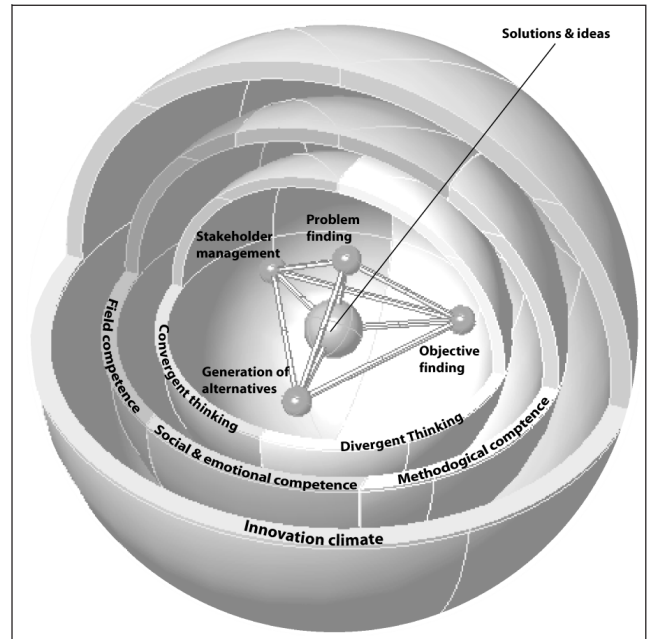 Solutions & ideas
Problem
finding
Stakeholder
management
Objective
finding
Generation of
alternatives
Field competence
Convergent thinking
Divergent Thinking
Social & emotional competence
Methodogical comptence
Innovation climate